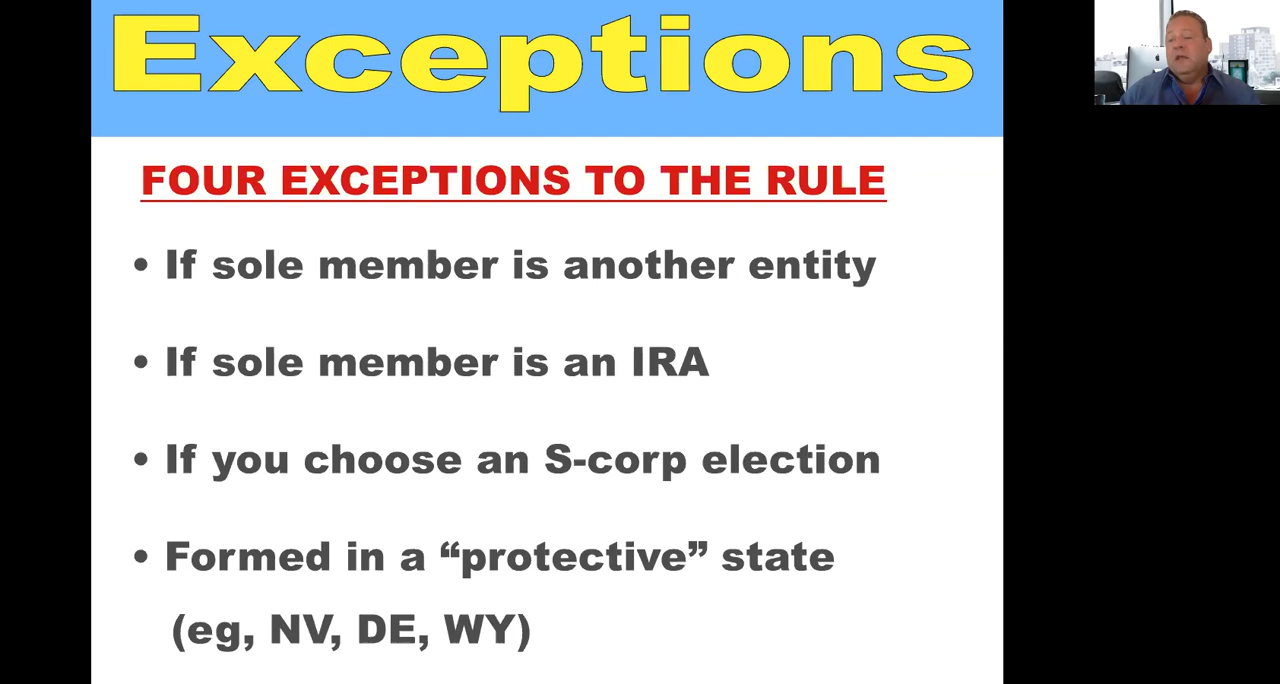 Exceptions
FOUR EXCEPTIONS TO THE RULE
• If sole member is another entity
• If sole member is an IRA
• If you choose an S-corp election
• Formed in a “protective” state
(eg, NV, DE, WY)